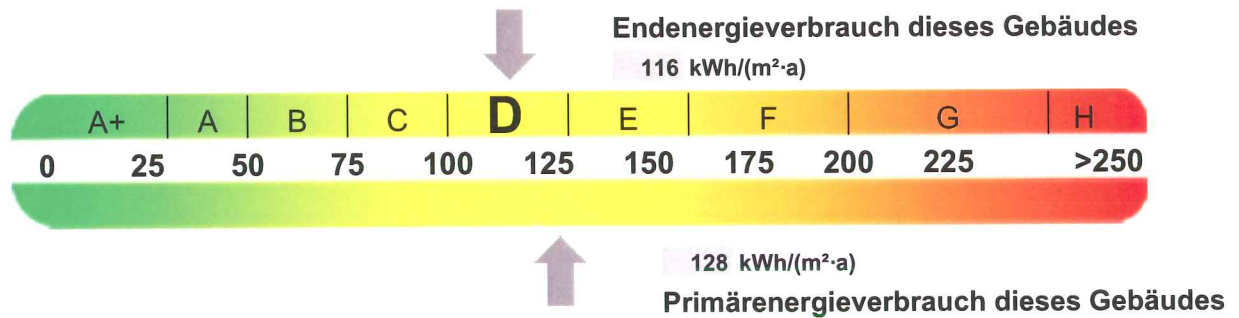 Endenergieverbrauch dieses Gebäudes
116 kWh/(m²·a)
A+ A B C D E F G H
0 25 50 75 100 125 150 175 200 225 >250
128 kWh/(m²·a)
Primärenergieverbrauch dieses Gebäudes